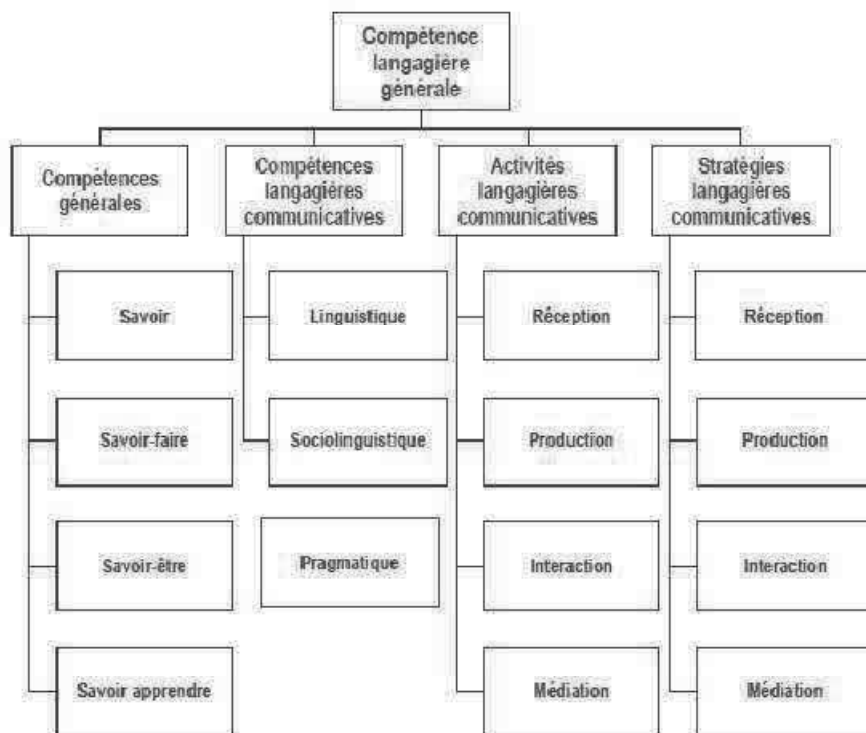 Compétence
langagière
générale
Compétences
générales
Compétences
langagières
communicatives
Activités
langagières
communicatives
Stratégies
langagières
communicatives
Savoir
Linguistique
Réception
Réception
Savoir-faire
Sociolinguistique
Production
Production
Savoir-être
Pragmatique
Interaction
Interaction
Savoir apprendre
Médiation
Médiation